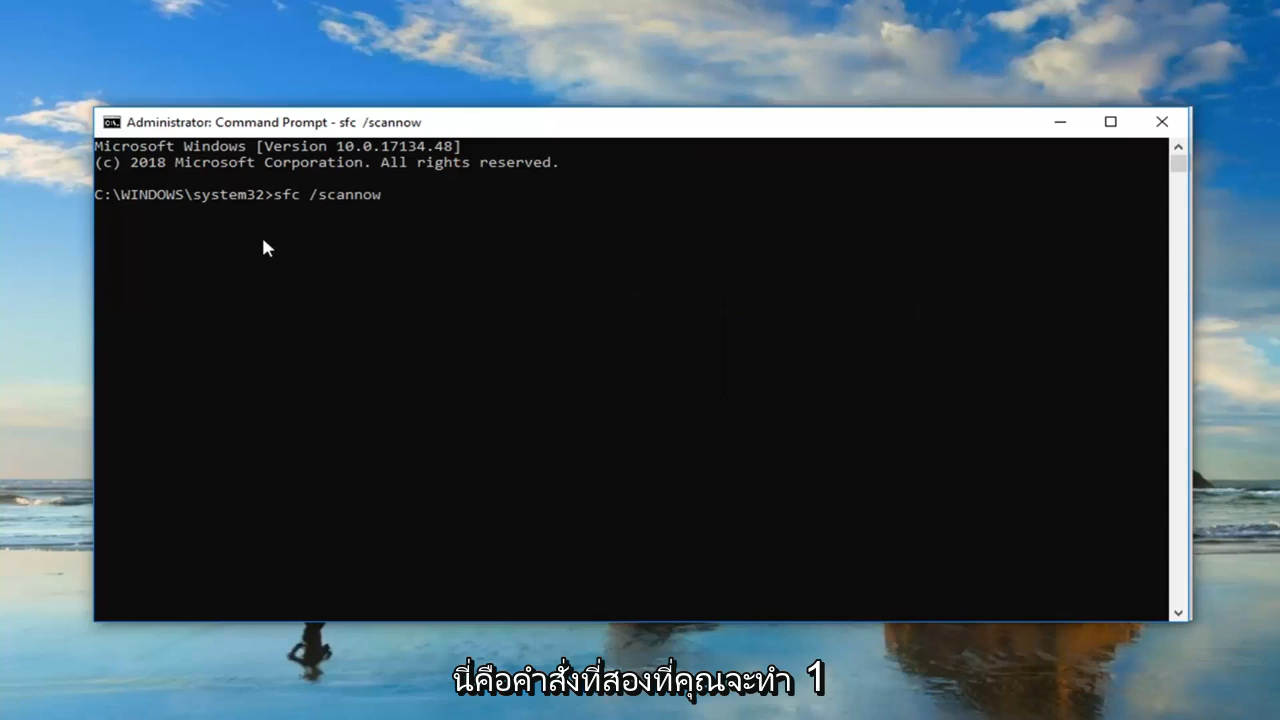 Administrator: Command Prompt - sfc  /scannow
Microsoft Windows [Version 10.0.17134.48]
(c) 2018 Microsoft Corporation. All rights reserved.
C:\WINDOWS\system32>sfc /scannow
นี่คือคำสั่งที่สองที่คุณจะทำ 1